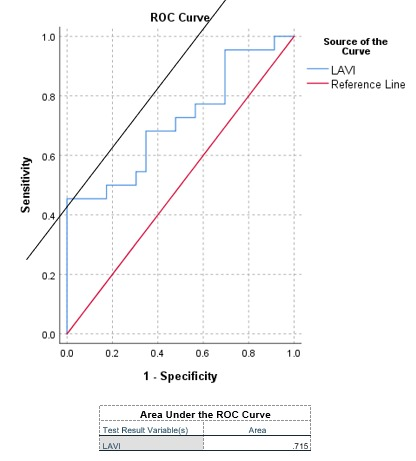 ROC Curve
Source of the
Curve
LAVI
Reference Line
1.0
0.8
0.6
0.4
0.2
0.0
Sensitivity
0.0 0.2 0.4 0.6 0.8 1.0
1 - Specificity
Area Under the ROC Curve
Test Result Variable(s) Area
LAVI .715